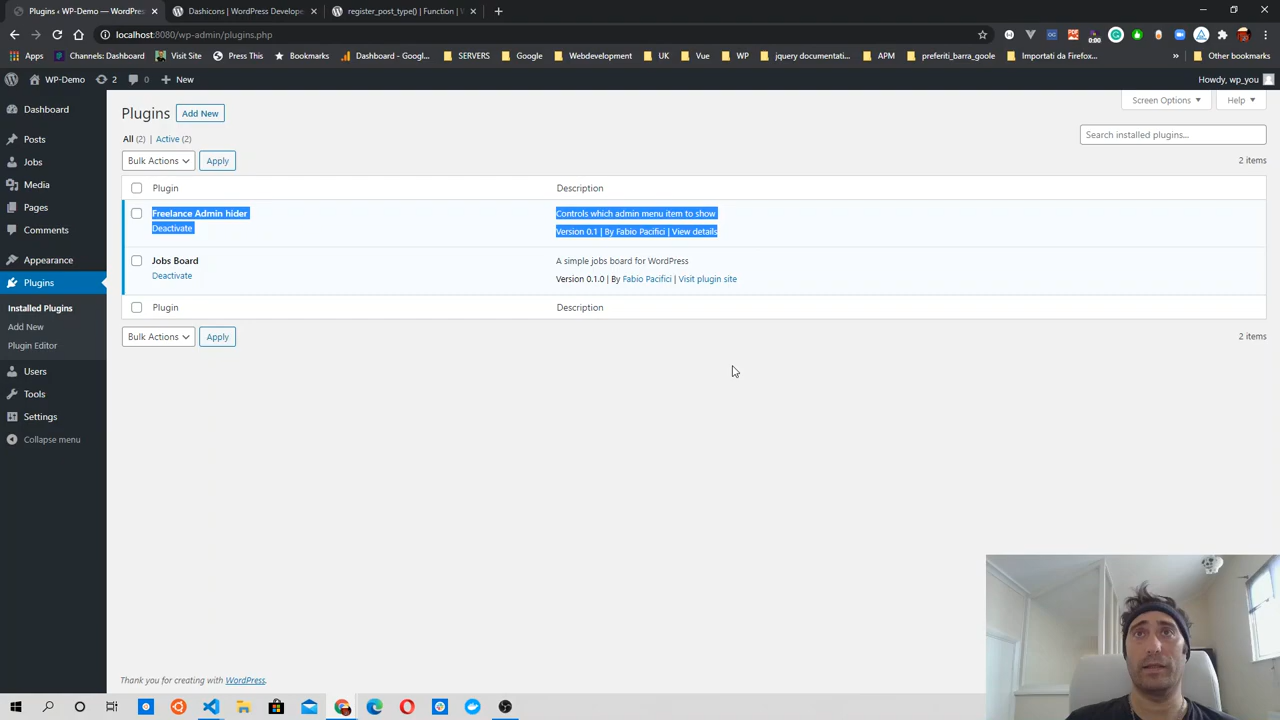 Plugins ‹ WP-Demo — WordPres
Dashicons | WordPress Develope
register_post_type() | Function | W
localhost:8080/wp-admin/plugins.php
Apps
Channels: Dashboard
Visit Site
Press This
Bookmarks
Dashboard - Googl...
SERVERS
Google
Webdevelopment
UK
Vue
WP
jquery documentati...
APM
preferiti_barra_goole
Importati da Firefox...
»
Other bookmarks
WP-Demo
2
0
+ New
Howdy, wp_you
Dashboard
Posts
Jobs
Media
Pages
Comments
Appearance
Plugins
Installed Plugins
Add New
Plugin Editor
Users
Tools
Settings
Collapse menu
Screen Options
Help
Plugins
Add New
All (2) | Active (2)
Search installed plugins...
Bulk Actions
Apply
2 items
Plugin
Description
Freelance Admin hider
Controls which admin menu item to show
Deactivate
Version 0.1 | By Fabio Pacifici | View details
Jobs Board
A simple jobs board for WordPress
Deactivate
Version 0.1.0 | By Fabio Pacifici | Visit plugin site
Plugin
Description
Bulk Actions
Apply
2 items
Thank you for creating with WordPress.